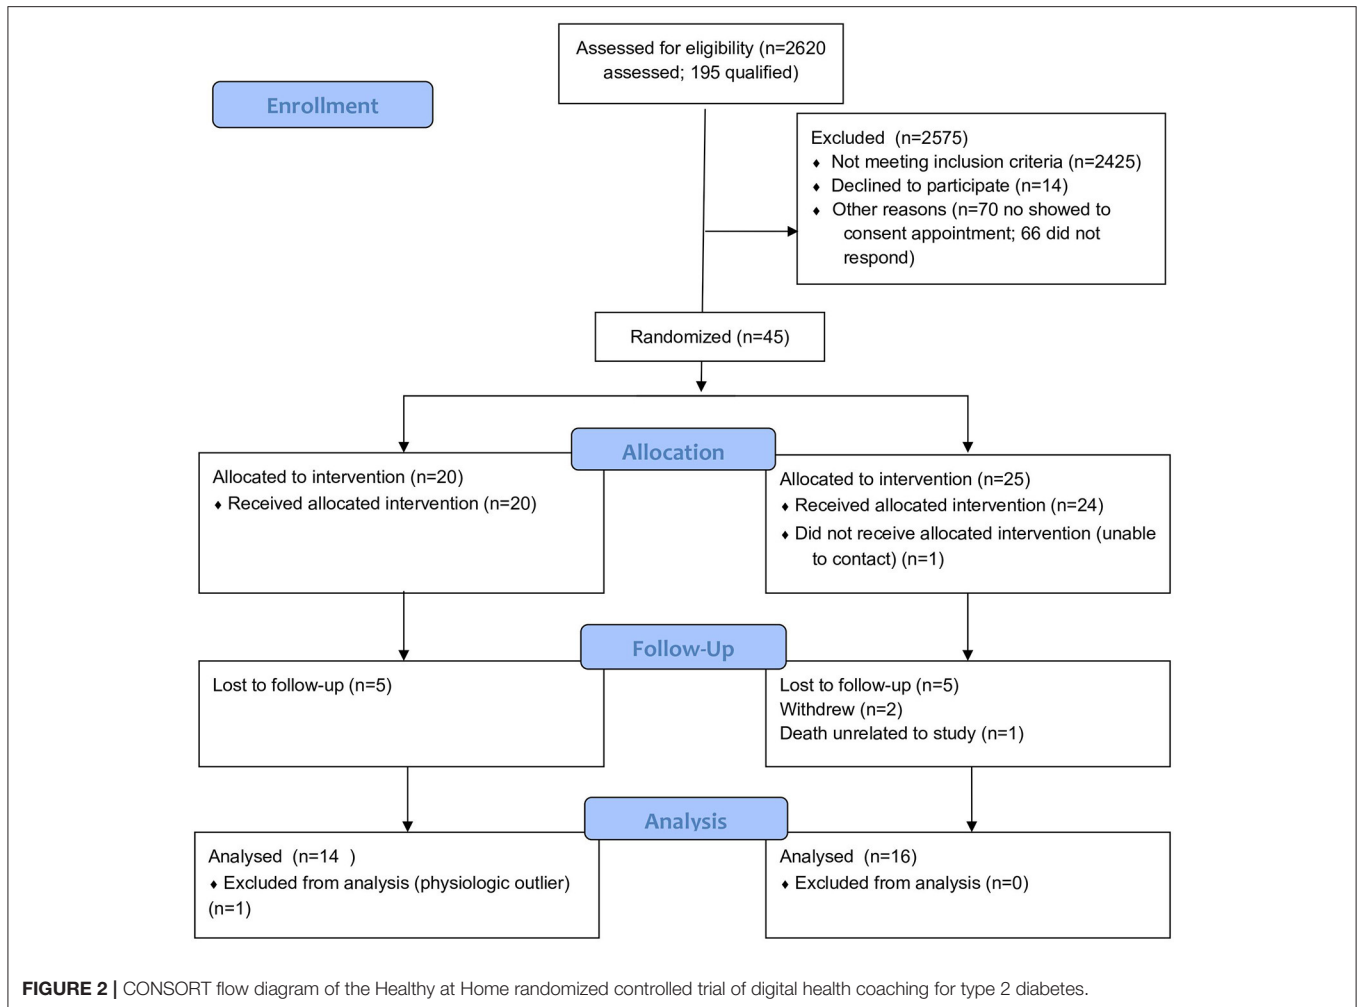 Assessed for eligibility (n=2620
assessed; 195 qualified)
Enrollment
Excluded  (n=2575)
♦ Not meeting inclusion criteria (n=2425)
♦ Declined to participate (n=14)
♦ Other reasons (n=70 no showed to
consent appointment; 66 did not
respond)
Randomized (n=45)
Allocation
Allocated to intervention (n=20)
♦ Received allocated intervention (n=20)
Allocated to intervention (n=25)
♦ Received allocated intervention (n=24)
♦ Did not receive allocated intervention (unable
to contact) (n=1)
Follow-Up
Lost to follow-up (n=5)
Lost to follow-up (n=5)
Withdrew (n=2)
Death unrelated to study (n=1)
Analysis
Analysed  (n=14  )
♦ Excluded from analysis (physiologic outlier)
(n=1)
Analysed  (n=16)
♦ Excluded from analysis (n=0)
FIGURE 2 | CONSORT flow diagram of the Healthy at Home randomized controlled trial of digital health coaching for type 2 diabetes.